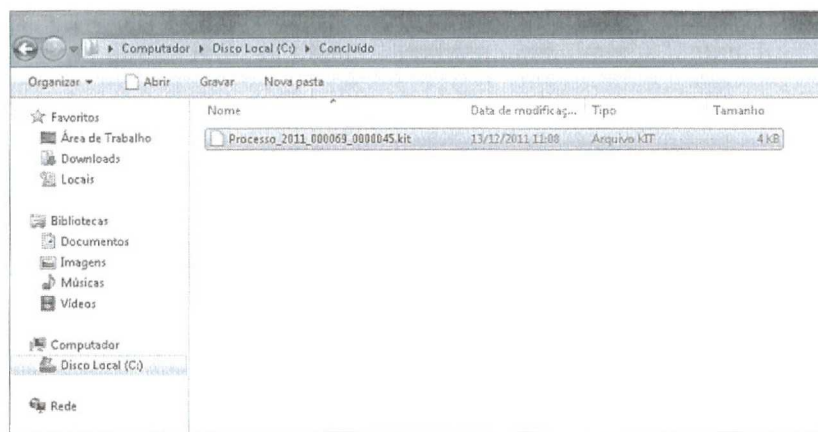 Computador ▸ Disco Local (C:) ▸ Concluído
Organizar Abrir Gravar Nova pasta
Nome Data de modificaç... Tipo Tamanho
Processo_2011_000069_0000045.kit 13/12/2011 11:08 Arquivo KIT 4 KB
Favoritos
Área de Trabalho
Downloads
Locais
Bibliotecas
Documentos
Imagens
Músicas
Vídeos
Computador
Disco Local (C:)
Rede